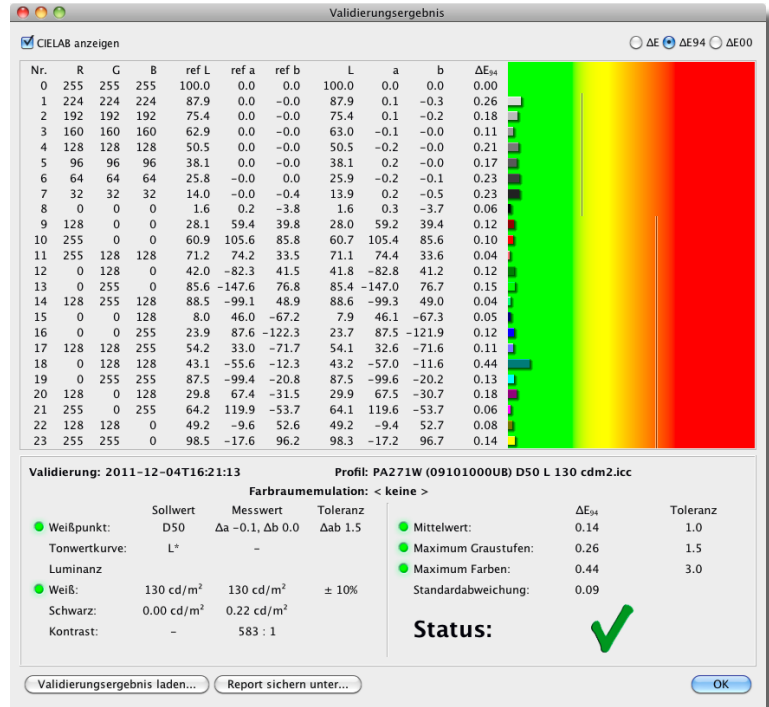 Validierungsergebnis
CIELAB anzeigen ΔE ΔE94 ΔE00
Nr. R G B ref L ref a ref b L a b ΔE94
0 255 255 255 100.0 0.0 0.0 100.0 0.0 0.0 0.00
1 224 224 224 87.9 0.0 -0.0 87.9 0.1 -0.3 0.26
2 192 192 192 75.4 0.0 -0.0 75.4 0.1 -0.2 0.18
3 160 160 160 62.9 0.0 -0.0 63.0 -0.1 -0.0 0.11
4 128 128 128 50.5 0.0 -0.0 50.5 -0.2 -0.0 0.21
5 96 96 96 38.1 0.0 -0.0 38.1 0.2 -0.0 0.17
6 64 64 64 25.8 -0.0 0.0 25.9 -0.2 -0.1 0.23
7 32 32 32 14.0 -0.0 -0.4 13.9 0.2 -0.5 0.23
8 0 0 0 1.6 0.2 -3.8 1.6 0.3 -3.7 0.06
9 128 0 0 28.1 59.4 39.8 28.0 59.2 39.4 0.12
10 255 0 0 60.9 105.6 85.8 60.7 105.4 85.6 0.10
11 255 128 128 71.2 74.2 33.5 71.1 74.4 33.6 0.04
12 0 128 0 42.0 -82.3 41.5 41.8 -82.8 41.2 0.12
13 0 255 0 85.6 -147.6 76.8 85.4 -147.0 76.7 0.15
14 128 255 128 88.5 -99.1 48.9 88.6 -99.3 49.0 0.04
15 0 0 128 8.0 46.0 -67.2 7.9 46.1 -67.3 0.05
16 0 0 255 23.9 87.6 -122.3 23.7 87.5 -121.9 0.12
17 128 128 255 54.2 33.0 -71.7 54.1 32.6 -71.6 0.11
18 0 128 128 43.1 -55.6 -12.3 43.2 -57.0 -11.6 0.44
19 0 255 255 87.5 -99.4 -20.8 87.5 -99.6 -20.2 0.13
20 128 0 128 29.8 67.4 -31.5 29.9 67.5 -30.7 0.18
21 255 0 255 64.2 119.9 -53.7 64.1 119.6 -53.7 0.06
22 128 128 0 49.2 -9.6 52.6 49.2 -9.4 52.7 0.08
23 255 255 0 98.5 -17.6 96.2 98.3 -17.2 96.7 0.14
Validierung: 2011-12-04T16:21:13 Profil: PA271W (09101000UB) D50 L 130 cdm2.icc
Farbraumemulation: < keine >
Sollwert Messwert Toleranz ΔE94 Toleranz
Weißpunkt: D50 Δa -0.1, Δb 0.0 Δab 1.5 Mittelwert: 0.14 1.0
Tonwertkurve: L* – Maximum Graustufen: 0.26 1.5
Luminanz Maximum Farben: 0.44 3.0
Weiß: 130 cd/m² 130 cd/m² ± 10% Standardabweichung: 0.09
Schwarz: 0.00 cd/m² 0.22 cd/m²
Kontrast: – 583 : 1 Status:
Validierungsergebnis laden... Report sichern unter... OK